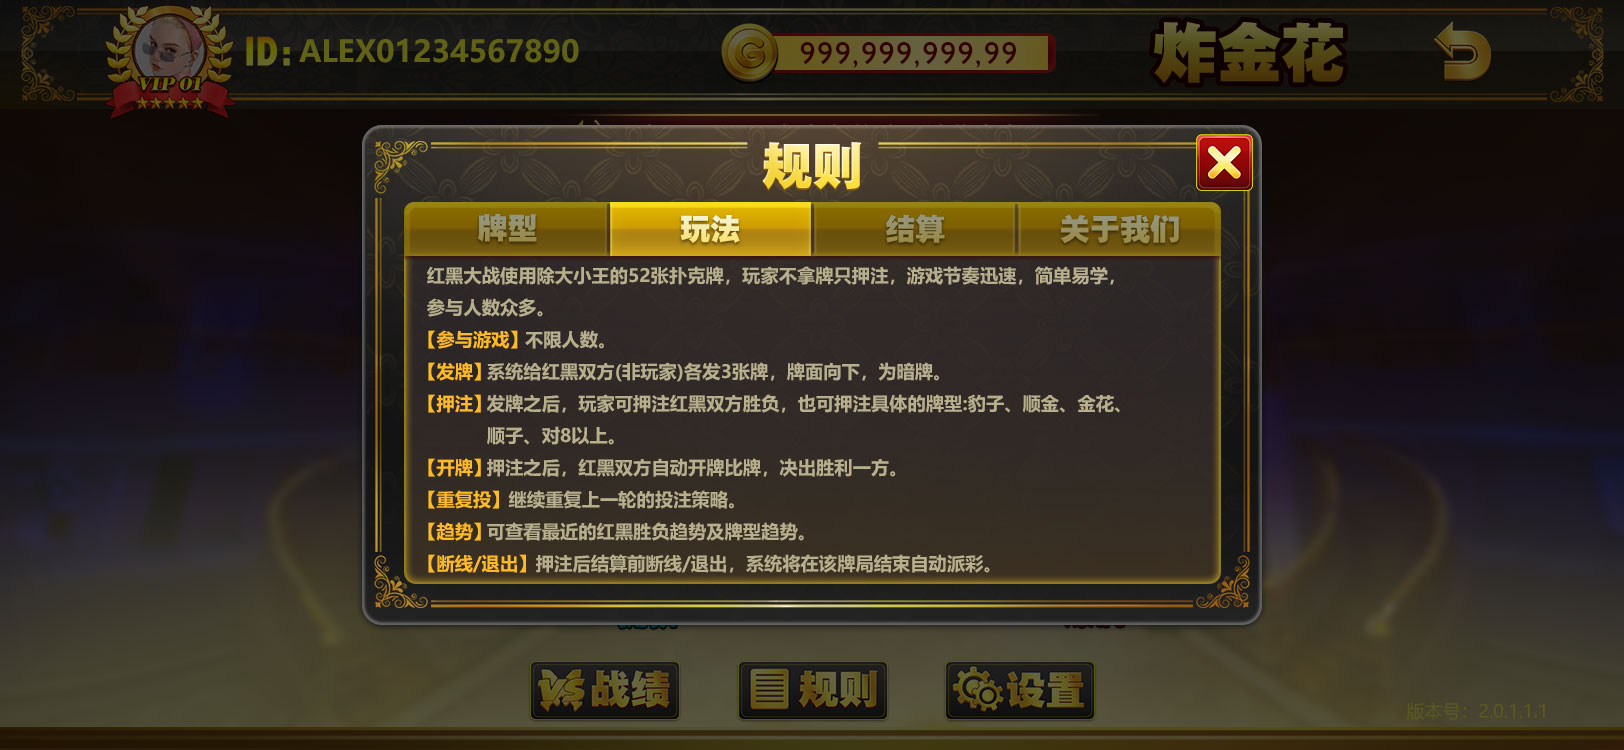 ID: ALEX01234567890
VIP 01
G
999,999,999,99
炸金花
规则
牌型
玩法
结算
关于我们
红黑大战使用除大小王的52张扑克牌，玩家不拿牌只押注，游戏节奏迅速，简单易学，
参与人数众多。
【参与游戏】不限人数。
【发牌】系统给红黑双方(非玩家)各发3张牌，牌面向下，为暗牌。
【押注】发牌之后，玩家可押注红黑双方胜负，也可押注具体的牌型:豹子、顺金、金花、
顺子、对8以上。
【开牌】押注之后，红黑双方自动开牌比牌，决出胜利一方。
【重复投】继续重复上一轮的投注策略。
【趋势】可查看最近的红黑胜负趋势及牌型趋势。
【断线/退出】押注后结算前断线/退出，系统将在该牌局结束自动派彩。
VS 战绩
规则
设置
版本号：2.0.1.1.1